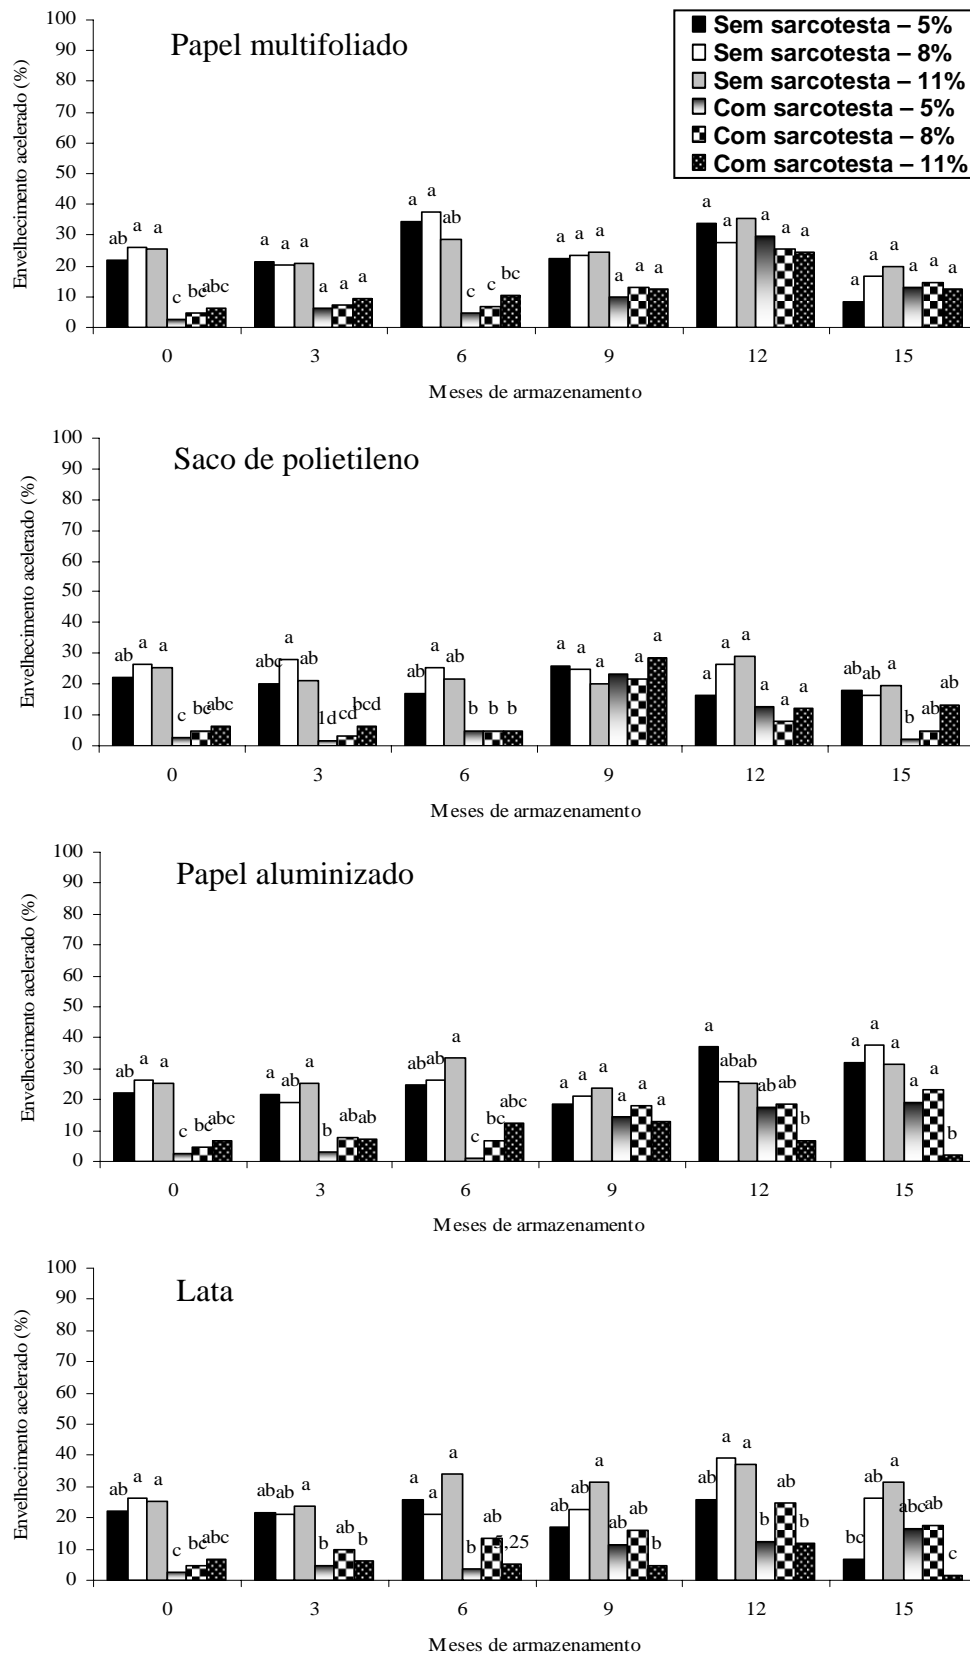 Papel multifoliado
Sem sarcotesta – 5%
Sem sarcotesta – 8%
Sem sarcotesta – 11%
Com sarcotesta – 5%
Com sarcotesta – 8%
Com sarcotesta – 11%
Envelhecimento acelerado (%)
100
90
80
70
60
50
40
30
20
10
0
ab a a c bc abc
a a a a a a
a a ab c c bc
a a a a a a
a a a a a a
a a a a a a
0 3 6 9 12 15
Meses de armazenamento
Saco de polietileno
Envelhecimento acelerado (%)
100
90
80
70
60
50
40
30
20
10
0
ab a a c bc abc
abc a ab 1d cd bcd
ab a ab b b b
a a a a a a
a a a a a a
ab ab a b ab ab
0 3 6 9 12 15
Meses de armazenamento
Papel aluminizado
Envelhecimento acelerado (%)
100
90
80
70
60
50
40
30
20
10
0
ab a a c bc abc
a ab a b ab ab
ab ab a c bc abc
a a a a a a
a ab ab ab ab b
a a a a a b
0 3 6 9 12 15
Meses de armazenamento
Lata
Envelhecimento acelerado (%)
100
90
80
70
60
50
40
30
20
10
0
ab a a c bc abc
ab ab a b ab b
a a a b ab 5,25
ab ab a ab ab b
ab a a b ab b
bc ab a abc ab c
0 3 6 9 12 15
Meses de armazenamento